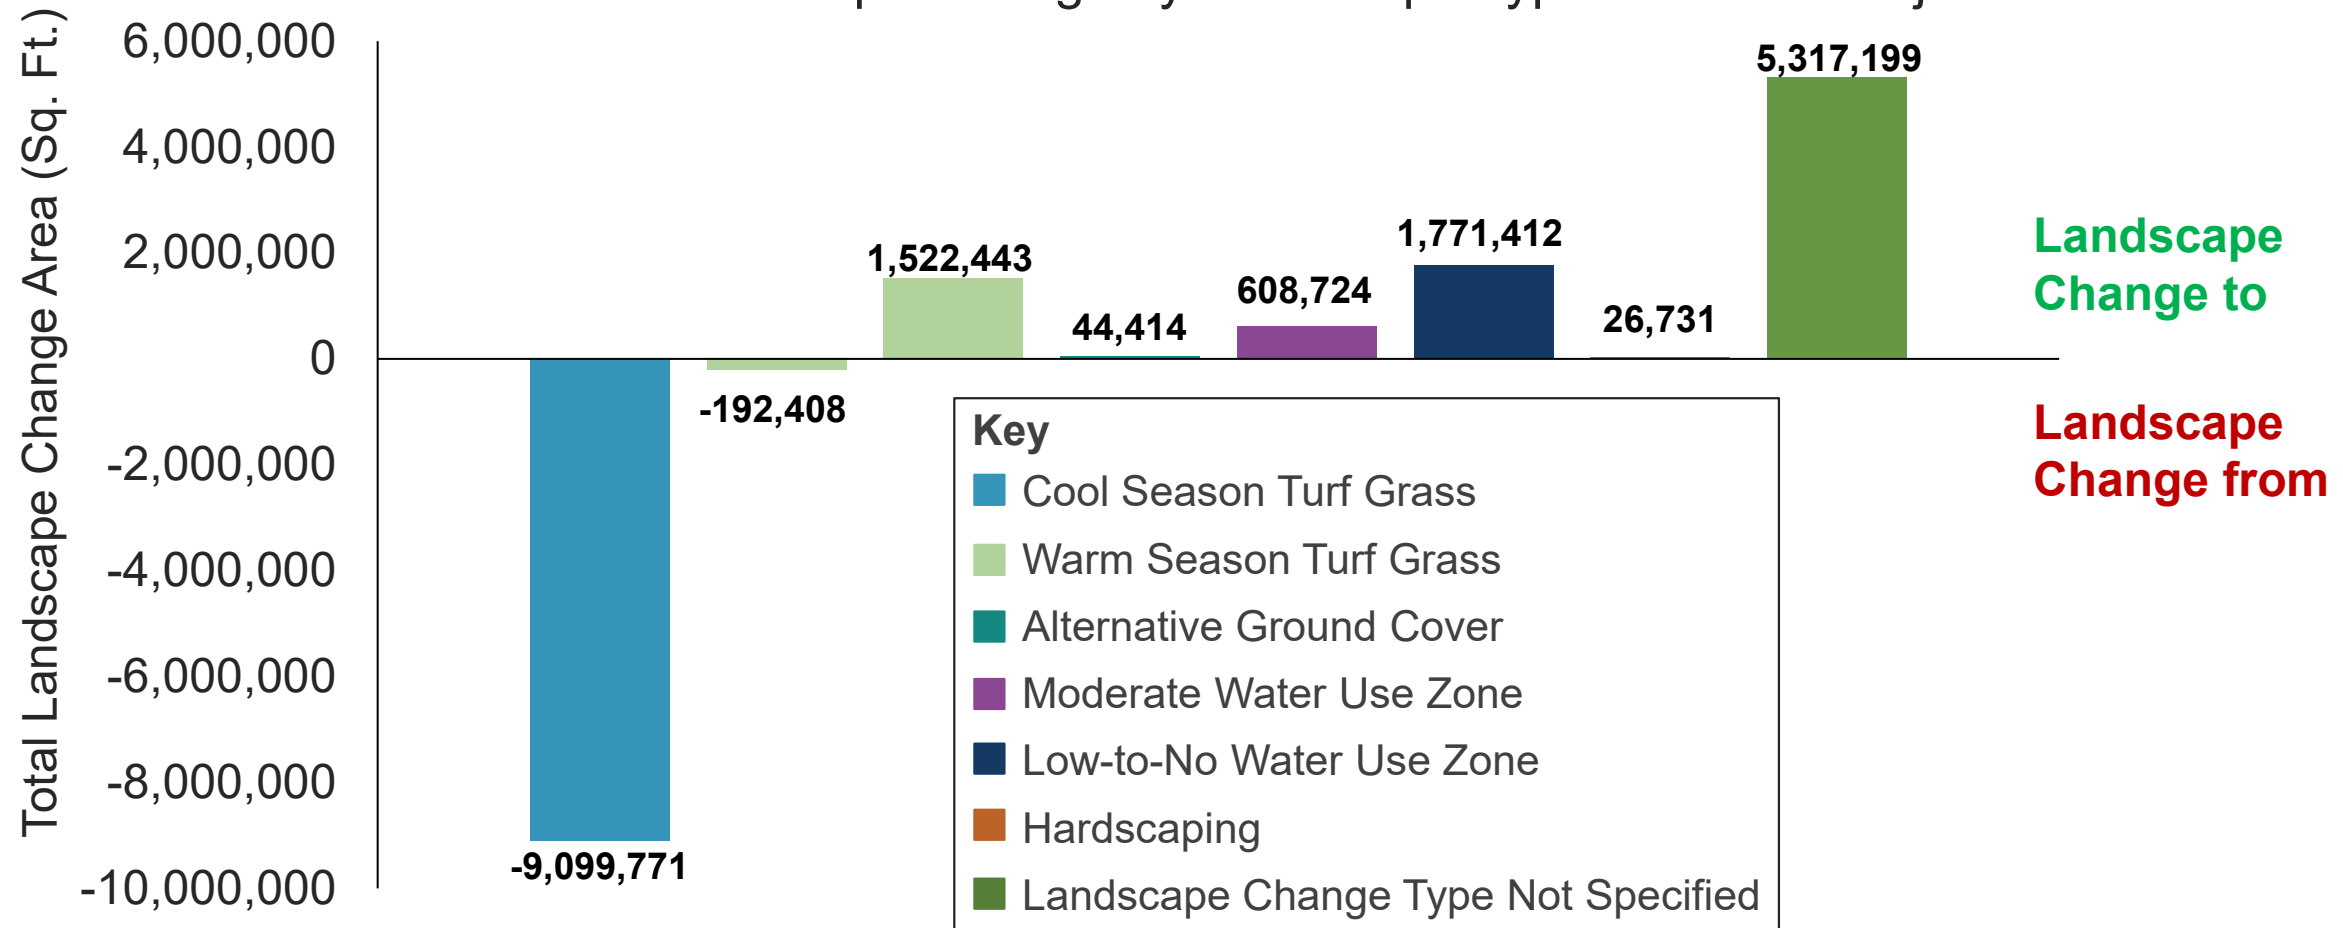 Total Landscape Change Area (Sq. Ft.)
6,000,000
4,000,000
2,000,000
0
-2,000,000
-4,000,000
-6,000,000
-8,000,000
-10,000,000
-9,099,771
-192,408
1,522,443
44,414
608,724
1,771,412
26,731
5,317,199
Landscape
Change to
Landscape
Change from
Key
Cool Season Turf Grass
Warm Season Turf Grass
Alternative Ground Cover
Moderate Water Use Zone
Low-to-No Water Use Zone
Hardscaping
Landscape Change Type Not Specified